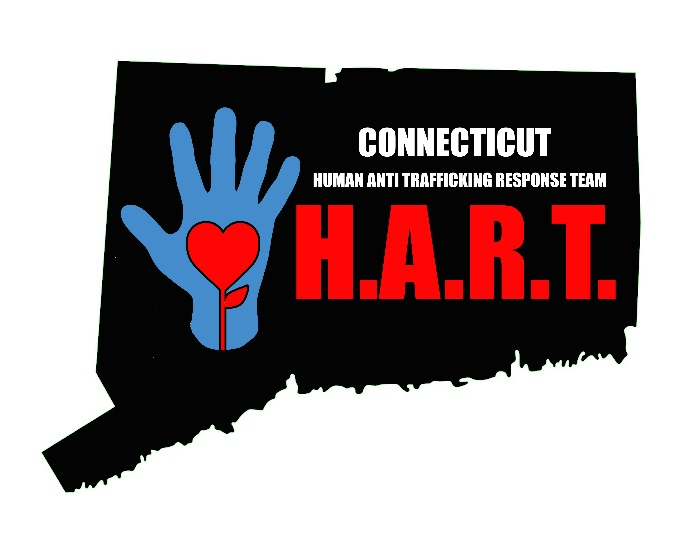 CONNECTICUT
HUMAN ANTI TRAFFICKING RESPONSE TEAM
H.A.R.T.